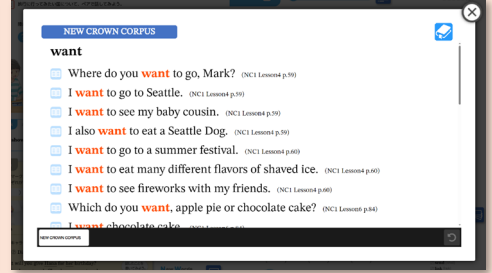 NEW CROWN CORPUS
want
Where do you want to go, Mark? (NC1 Lesson4 p.59)
I want to go to Seattle. (NC1 Lesson4 p.59)
I want to see my baby cousin. (NC1 Lesson4 p.59)
I also want to eat a Seattle Dog. (NC1 Lesson4 p.59)
I want to go to a summer festival. (NC1 Lesson4 p.60)
I want to eat many different flavors of shaved ice. (NC1 Lesson4 p.60)
I want to see fireworks with my friends. (NC1 Lesson4 p.60)
Which do you want, apple pie or chocolate cake? (NC1 Lesson6 p.84)
I want chocolate cake.
NEW CROWN CORPUS